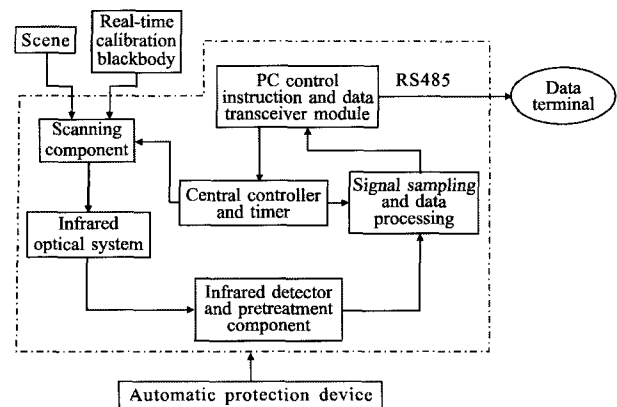 Scene
Real-time
calibration
blackbody
PC control
instruction and data
transceiver module
RS485
Data
terminal
Scanning
component
Central controller
and timer
Signal sampling
and data
processing
Infrared
optical system
Infrared detector
and pretreatment
component
Automatic protection device